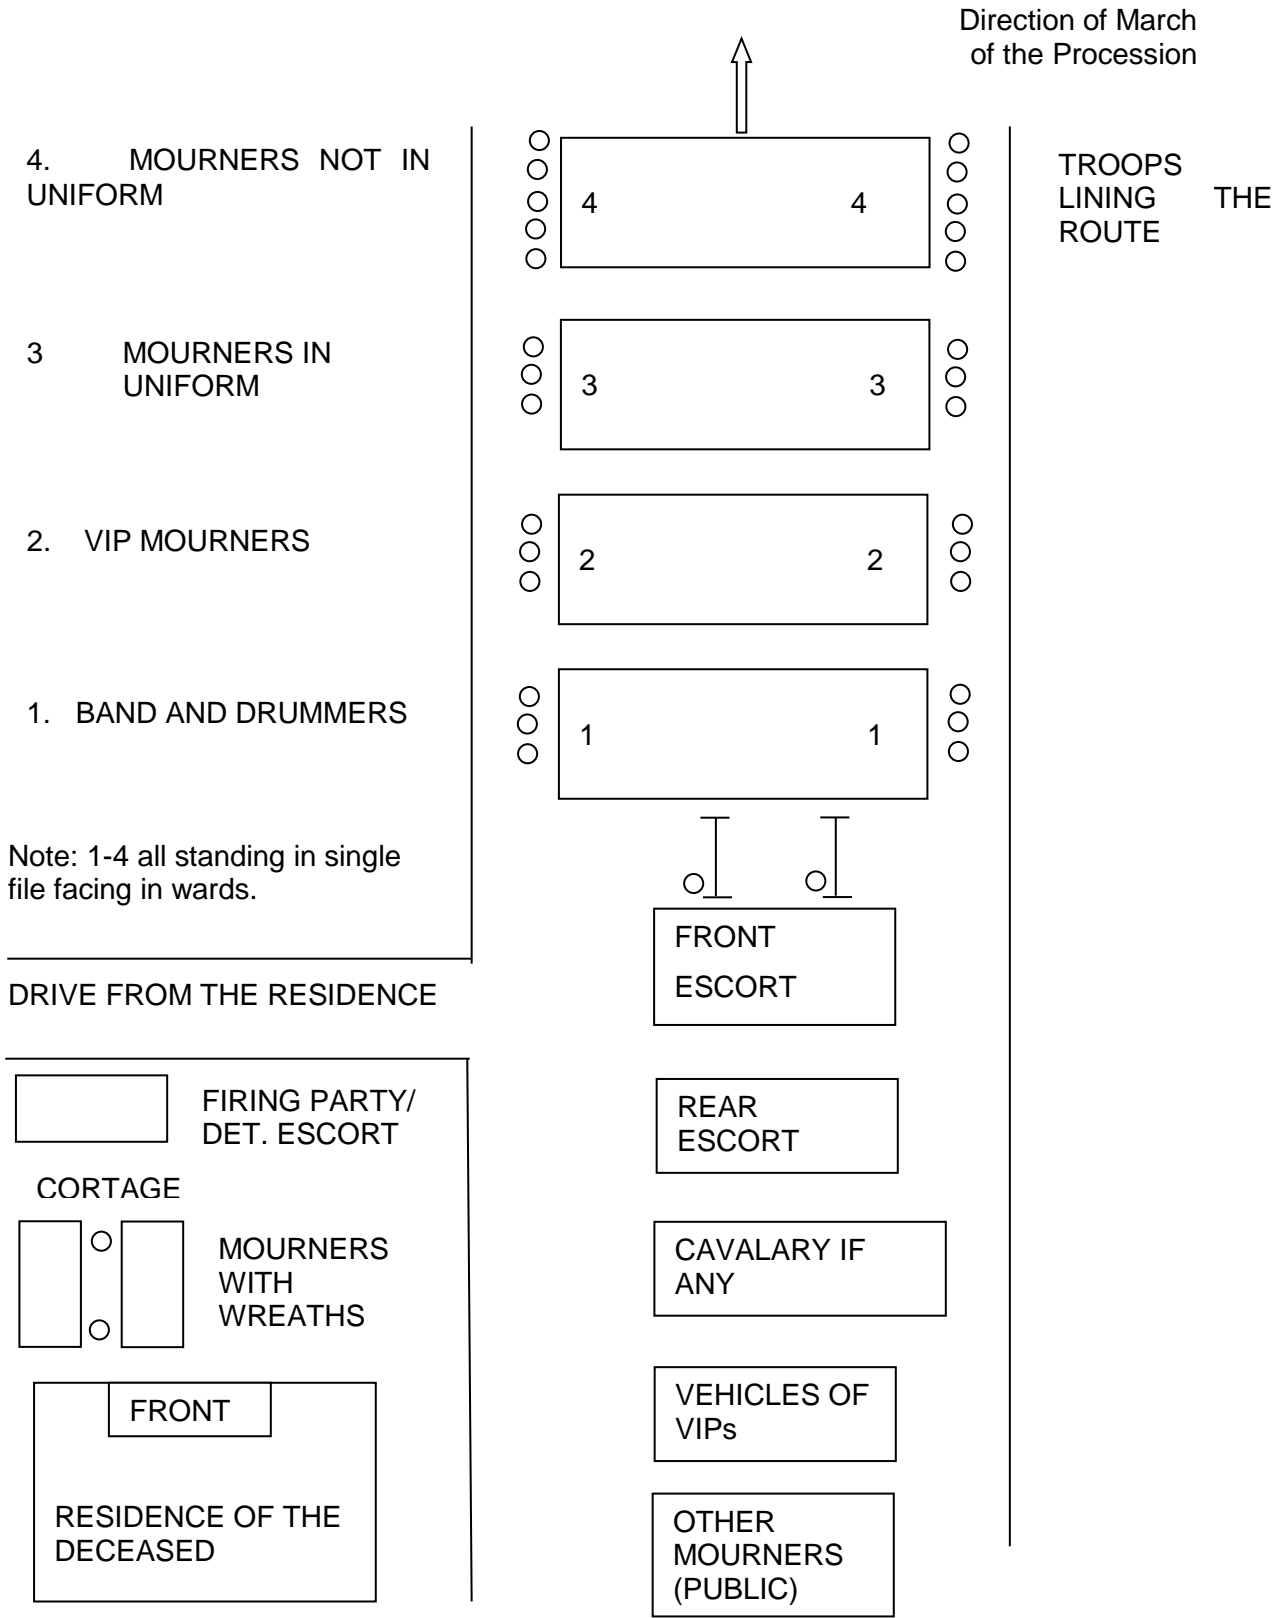 Direction of March
of the Procession
4. MOURNERS NOT IN
UNIFORM
4 4
TROOPS
LINING THE
ROUTE
3 MOURNERS IN
UNIFORM
3 3
2. VIP MOURNERS
2 2
1. BAND AND DRUMMERS
1 1
Note: 1-4 all standing in single
file facing in wards.
FRONT
ESCORT
DRIVE FROM THE RESIDENCE
FIRING PARTY/
DET. ESCORT
REAR
ESCORT
CORTAGE
MOURNERS
WITH
WREATHS
CAVALARY IF
ANY
FRONT
RESIDENCE OF THE
DECEASED
VEHICLES OF
VIPs
OTHER
MOURNERS
(PUBLIC)